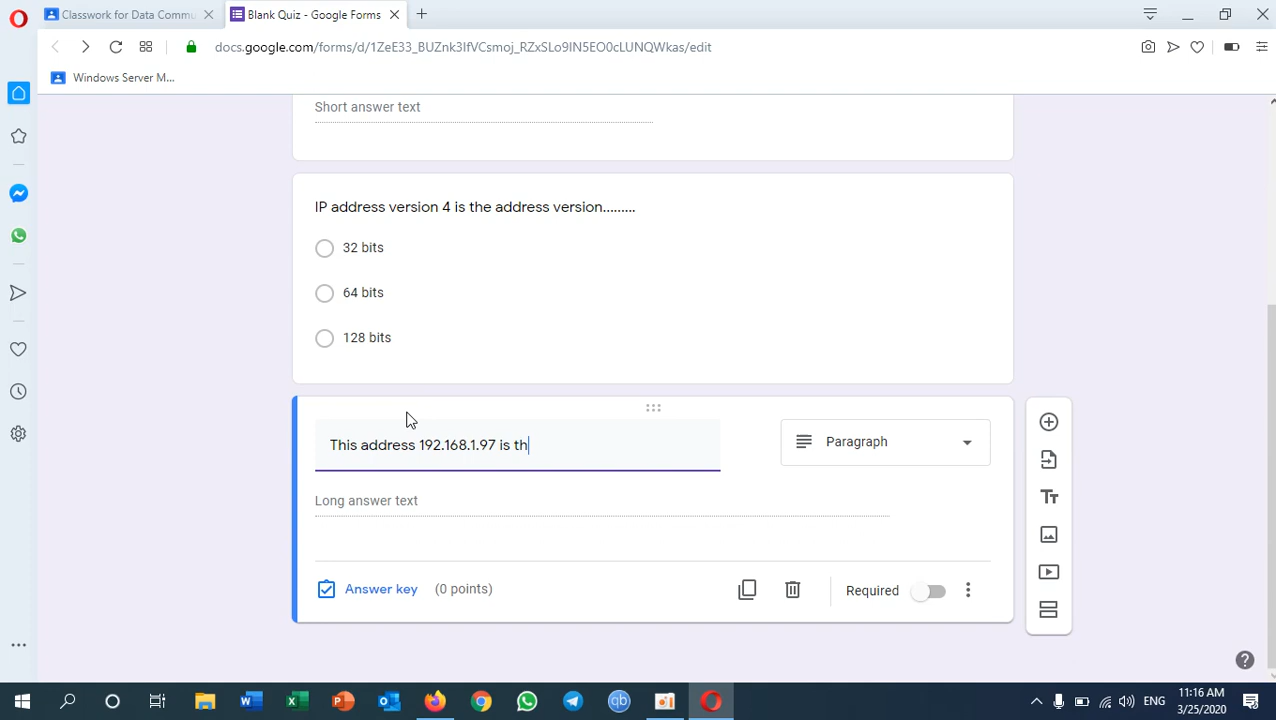 Classwork for Data Commu
Blank Quiz - Google Forms
docs.google.com/forms/d/1ZeE33_BUZnk3IfVCsmoj_RZxSLo9IN5EO0cLUNQWkas/edit
Windows Server M...
Short answer text
IP address version 4 is the address version.........
32 bits
64 bits
128 bits
This address 192.168.1.97 is th
Paragraph
Long answer text
Answer key (0 points)
Required
ENG
11:16 AM
3/25/2020